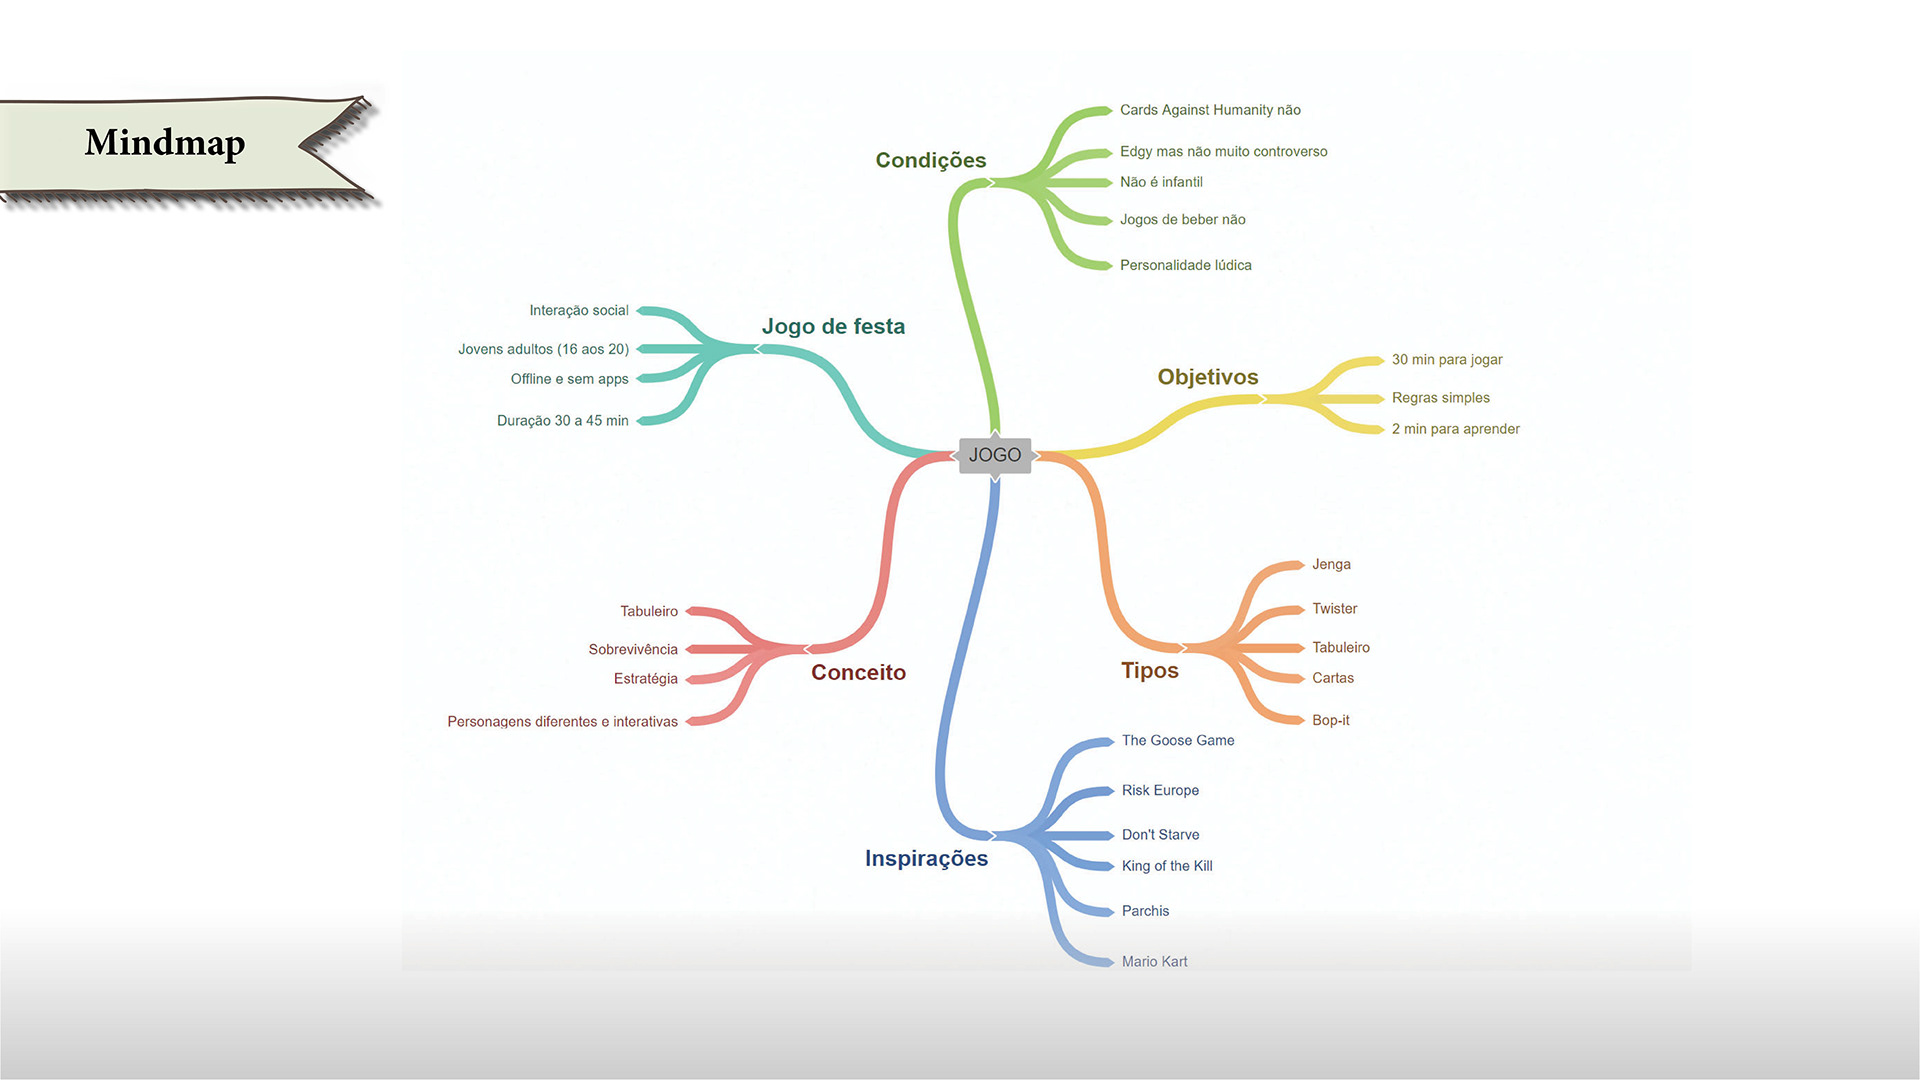 Mindmap
Condições
Cards Against Humanity não
Edgy mas não muito controverso
Não é infantil
Jogos de beber não
Personalidade lúdica
Jogo de festa
Interação social
Jovens adultos (16 aos 20)
Offline e sem apps
Duração 30 a 45 min
Objetivos
30 min para jogar
Regras simples
2 min para aprender
JOGO
Conceito
Tabuleiro
Sobrevivência
Estratégia
Personagens diferentes e interativas
Tipos
Jenga
Twister
Tabuleiro
Cartas
Bop-it
Inspirações
The Goose Game
Risk Europe
Don't Starve
King of the Kill
Parchis
Mario Kart